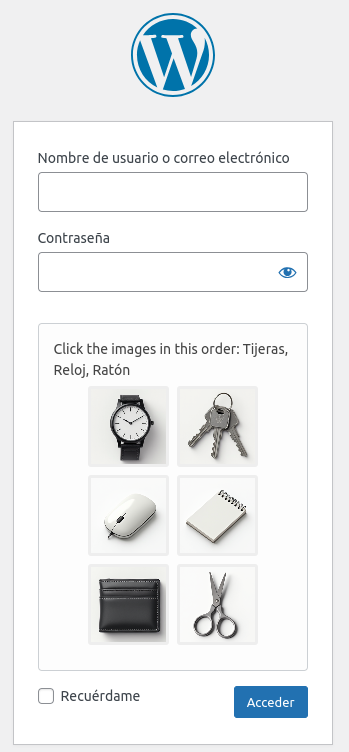 Nombre de usuario o correo electrónico
Contraseña
Click the images in this order: Tijeras,
Reloj, Ratón
Recuérdame
Acceder